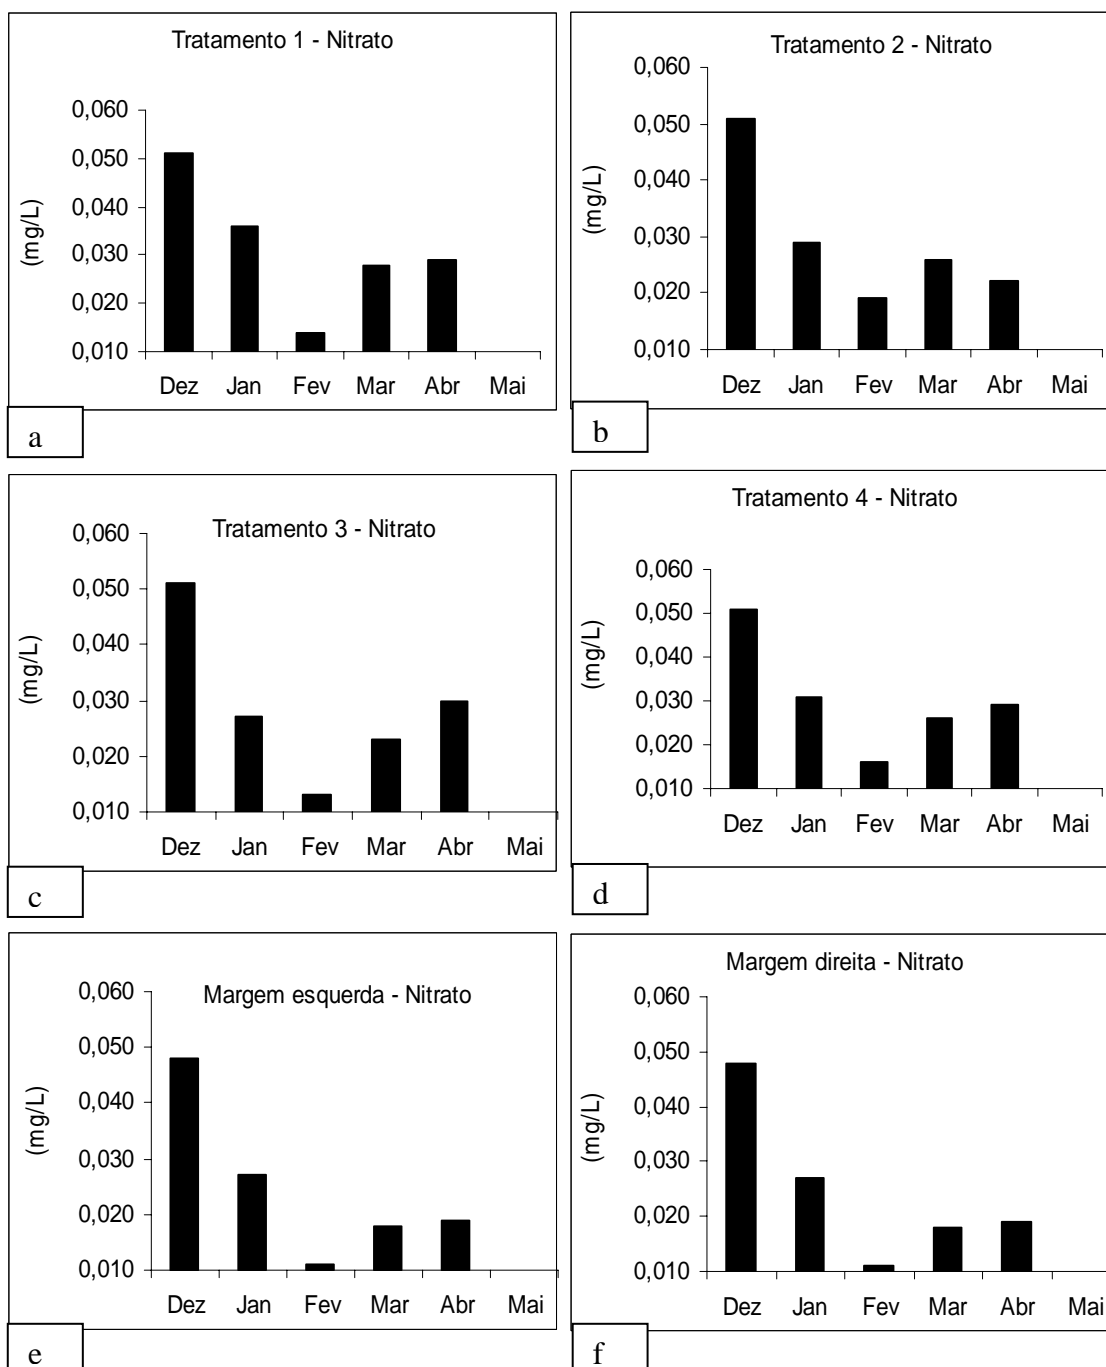 Tratamento 1 - Nitrato
0,060
0,050
0,040
0,030
0,020
0,010
(mg/L)
Dez Jan Fev Mar Abr Mai
a
Tratamento 2 - Nitrato
0,060
0,050
0,040
0,030
0,020
0,010
(mg/L)
Dez Jan Fev Mar Abr Mai
b
Tratamento 3 - Nitrato
0,060
0,050
0,040
0,030
0,020
0,010
(mg/L)
Dez Jan Fev Mar Abr Mai
c
Tratamento 4 - Nitrato
0,060
0,050
0,040
0,030
0,020
0,010
(mg/L)
Dez Jan Fev Mar Abr Mai
d
Margem esquerda - Nitrato
0,060
0,050
0,040
0,030
0,020
0,010
(mg/L)
Dez Jan Fev Mar Abr Mai
e
Margem direita - Nitrato
0,060
0,050
0,040
0,030
0,020
0,010
(mg/L)
Dez Jan Fev Mar Abr Mai
f